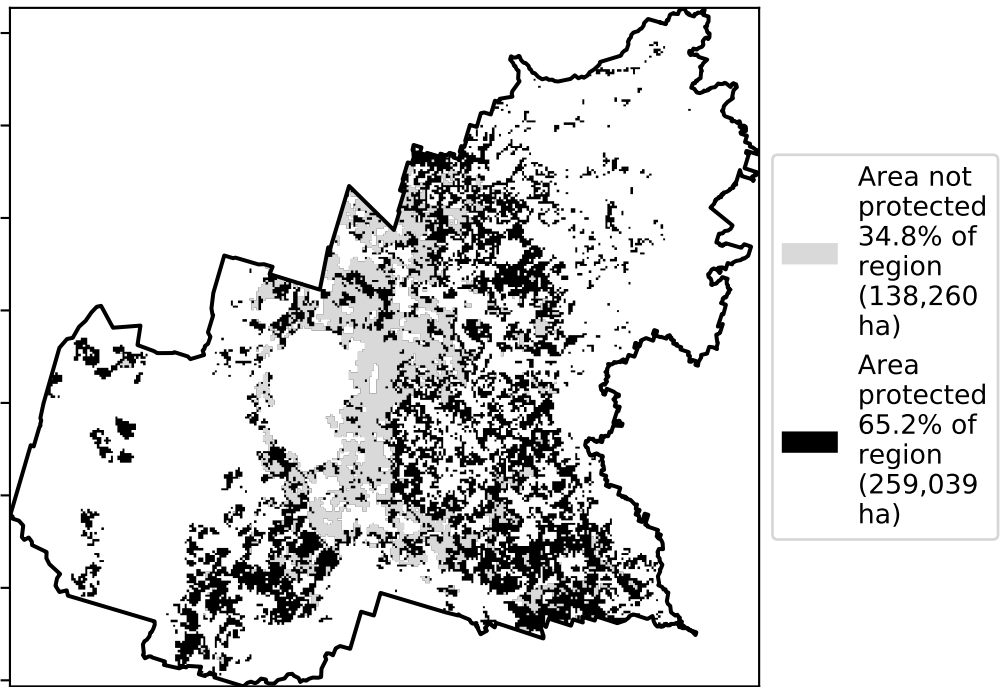 Area not
protected
34.8% of
region
(138,260
ha)
Area
protected
65.2% of
region
(259,039
ha)